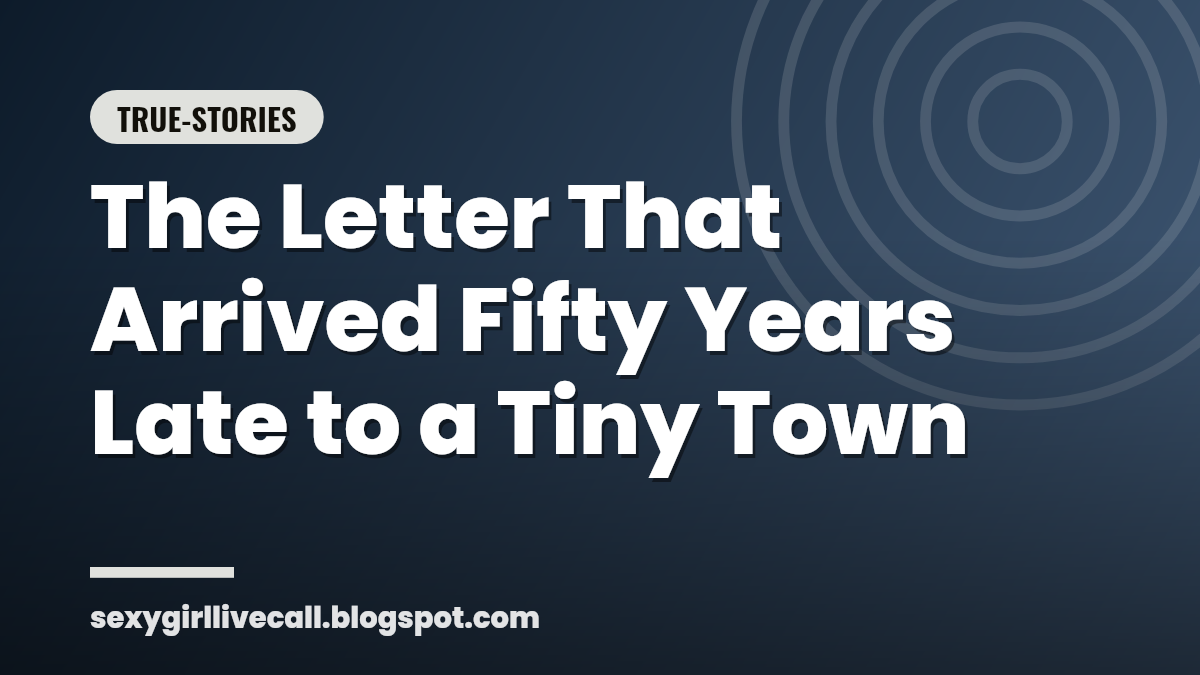 TRUE-STORIES
The Letter That
Arrived Fifty Years
Late to a Tiny Town
sexygirllivecall.blogspot.com